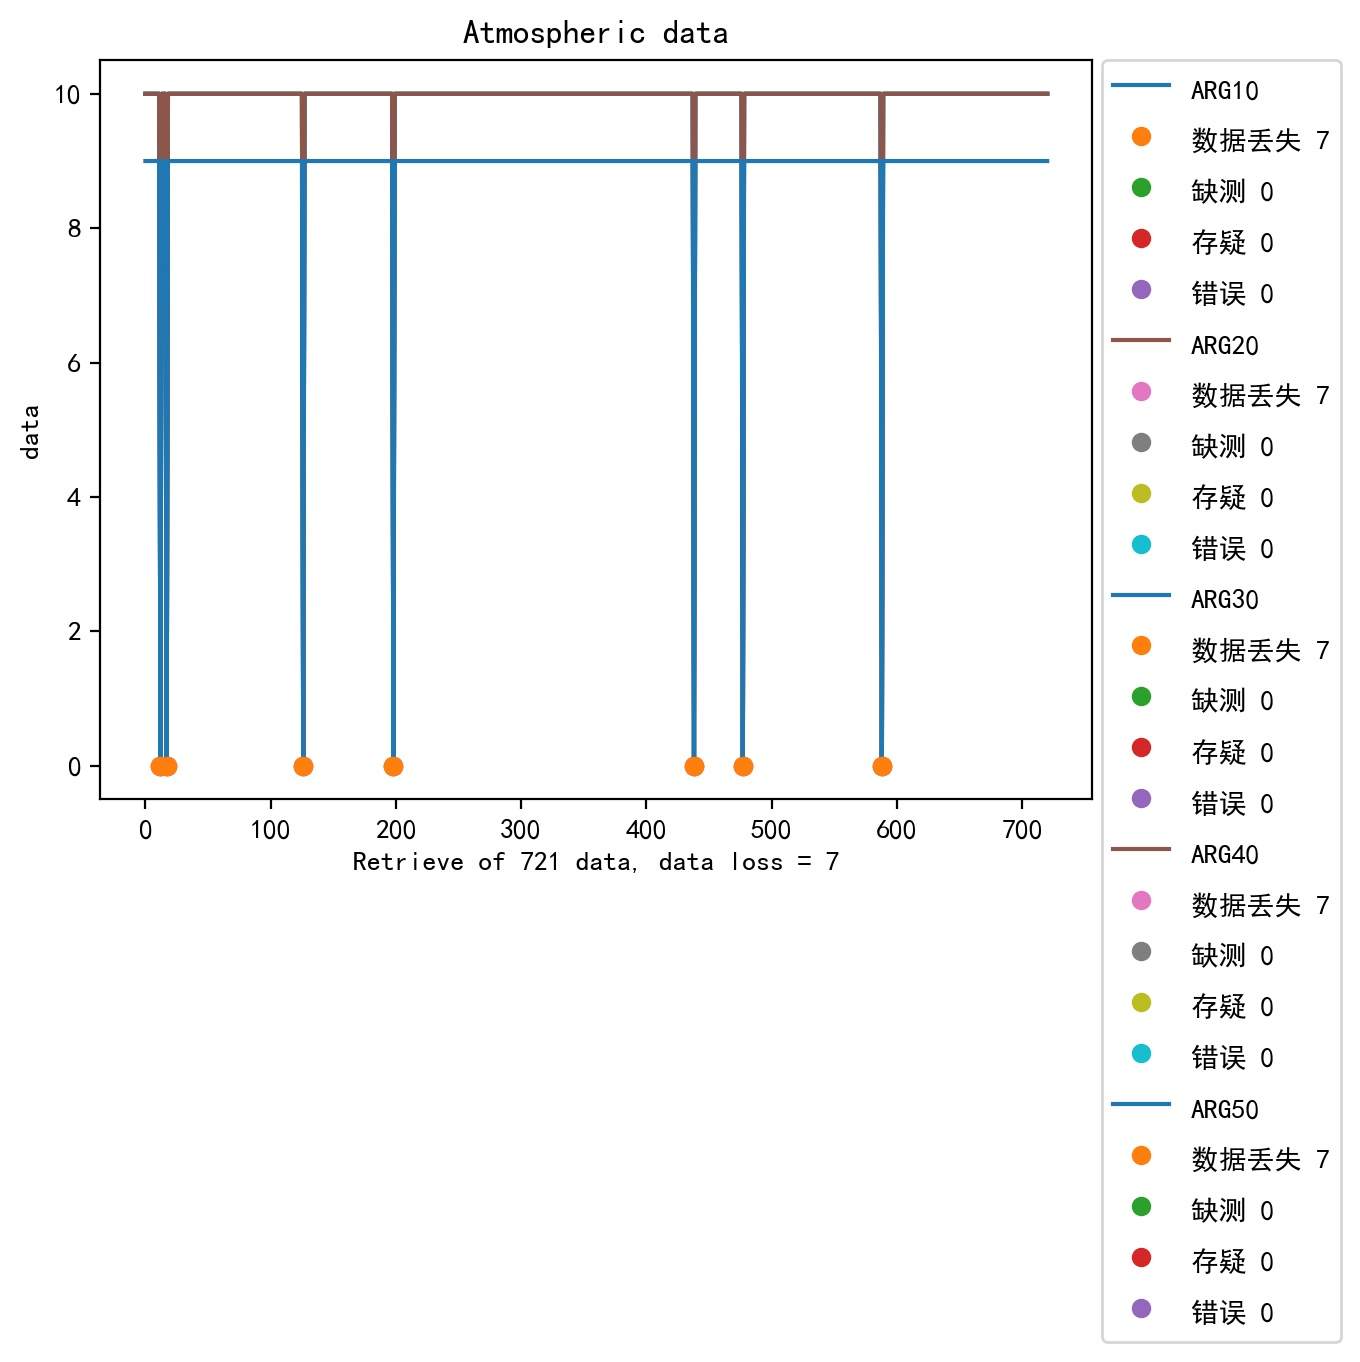 Atmospheric data
10
8
6
4
2
0
data
0 100 200 300 400 500 600 700
Retrieve of 721 data, data loss = 7
ARG10
数据丢失 7
缺测 0
存疑 0
错误 0
ARG20
数据丢失 7
缺测 0
存疑 0
错误 0
ARG30
数据丢失 7
缺测 0
存疑 0
错误 0
ARG40
数据丢失 7
缺测 0
存疑 0
错误 0
ARG50
数据丢失 7
缺测 0
存疑 0
错误 0